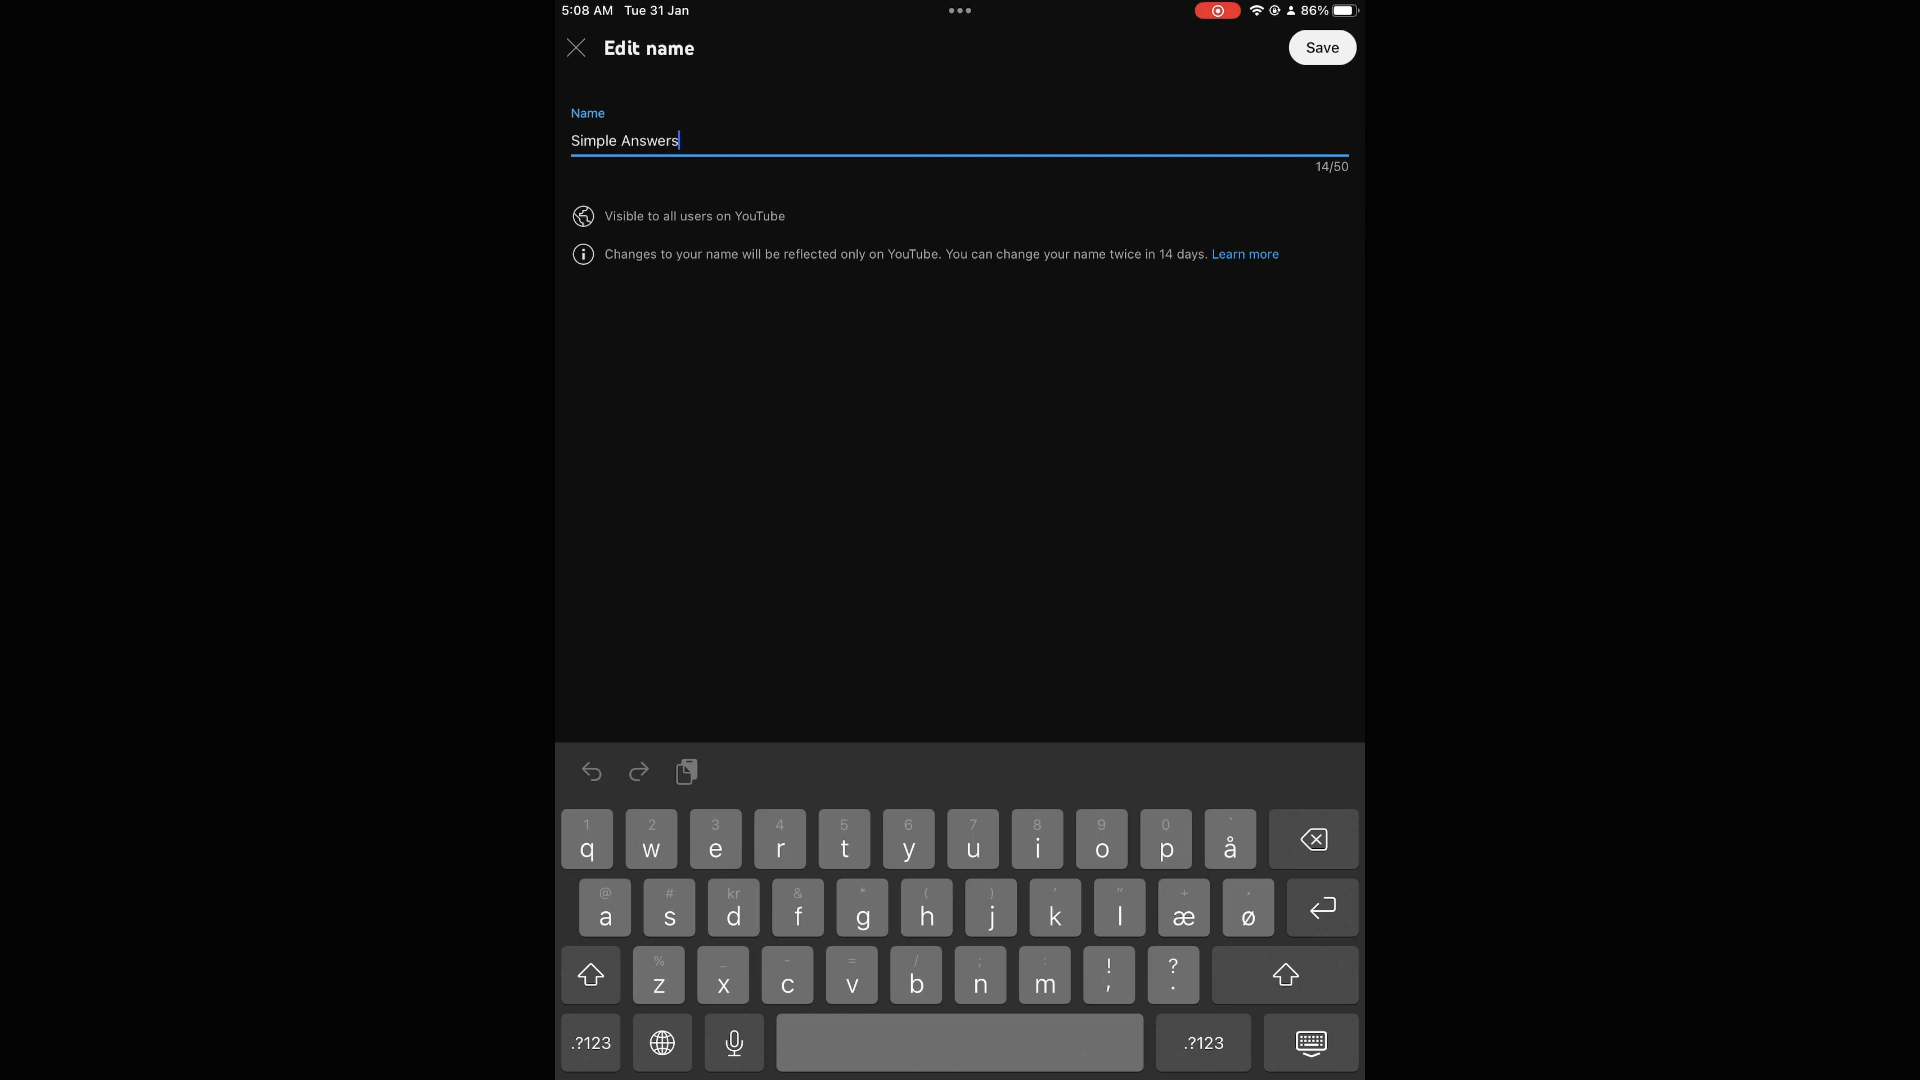 5:08 AM Tue 31 Jan 86%
Edit name
Save
Name
Simple Answers
14/50
Visible to all users on YouTube
Changes to your name will be reflected only on YouTube. You can change your name twice in 14 days. Learn more
1 2 3 4 5 6 7 8 9 0 `
q w e r t y u i o p å
@ # kr & * ( ) ' " + •
a s d f g h j k l æ ø
% _ - = / ; : ! ?
z x c v b n m , .
.?123 .?123